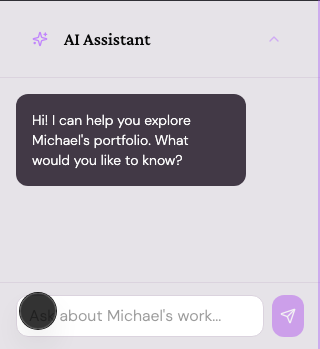 AI Assistant
Hi! I can help you explore
Michael's portfolio. What
would you like to know?
Ask about Michael's work...